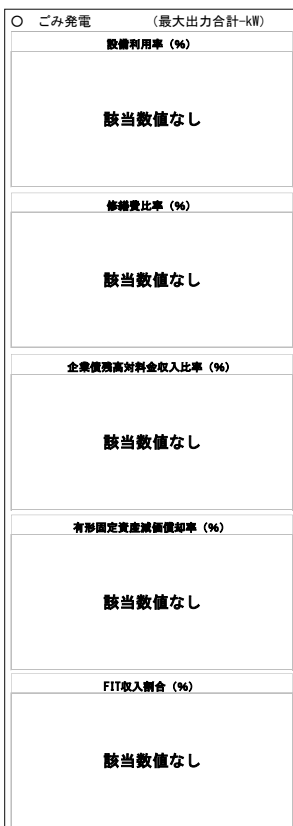 ○ ごみ発電 (最大出力合計-kW)
設備利用率（%）
該当数値なし
修繕費比率（%）
該当数値なし
企業債残高対料金収入比率（%）
該当数値なし
有形固定資産減価償却率（%）
該当数値なし
FIT収入割合（%）
該当数値なし